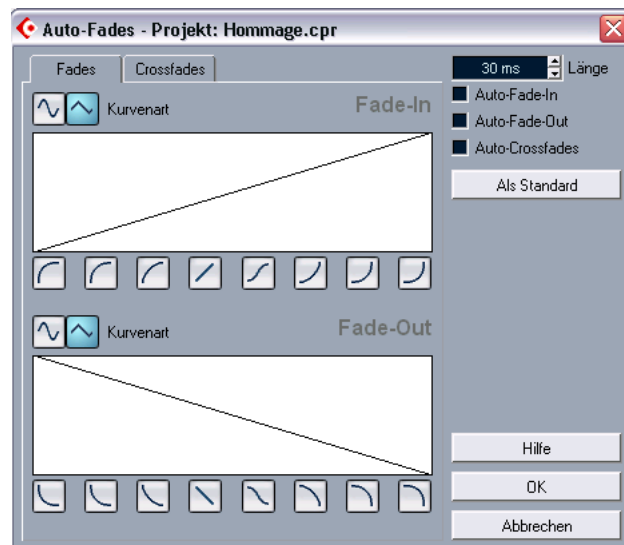 Auto-Fades - Projekt: Hommage.cpr
Fades
Crossfades
Kurvenart
Fade-In
Kurvenart
Fade-Out
30 ms
Länge
Auto-Fade-In
Auto-Fade-Out
Auto-Crossfades
Als Standard
Hilfe
OK
Abbrechen